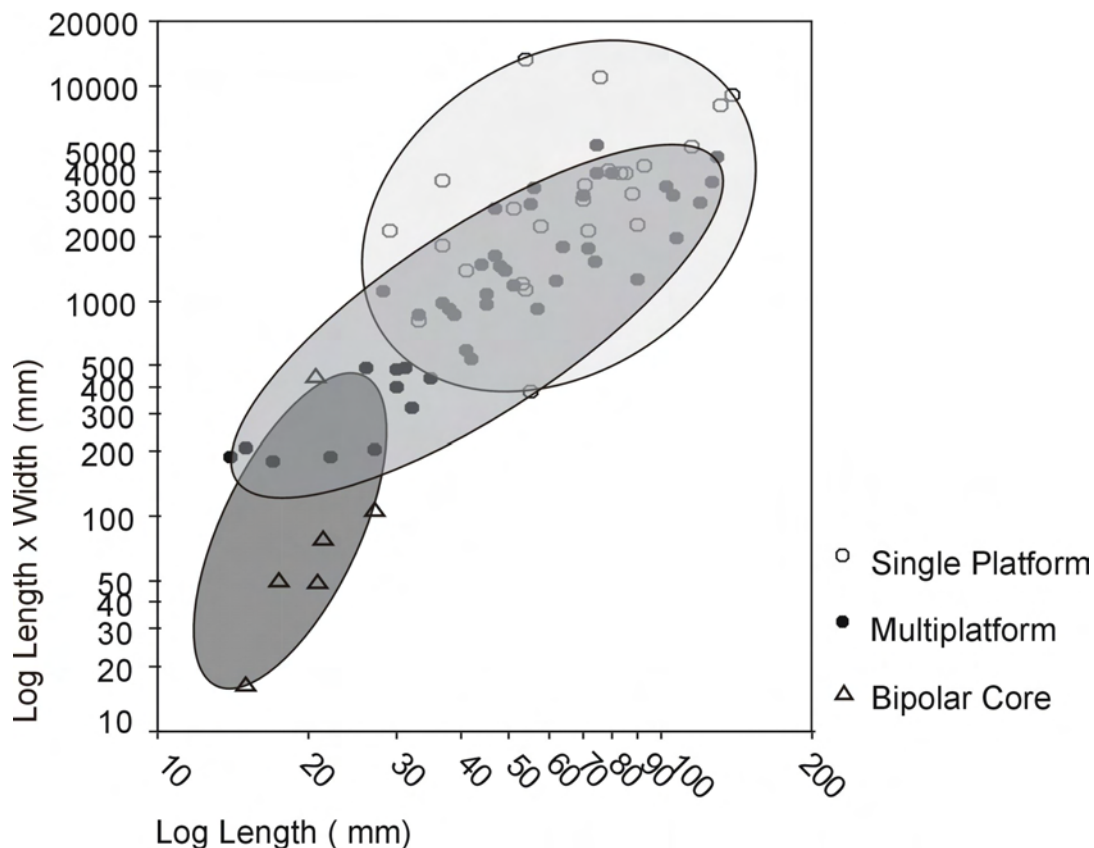 20000
10000
5000
4000
3000
2000
1000
500
400
300
200
100
50
40
30
20
10
Log Length x Width (mm)
10 20 30 40 50 60 70 80 90 100 200
Log Length ( mm)
Single Platform
Multiplatform
Bipolar Core